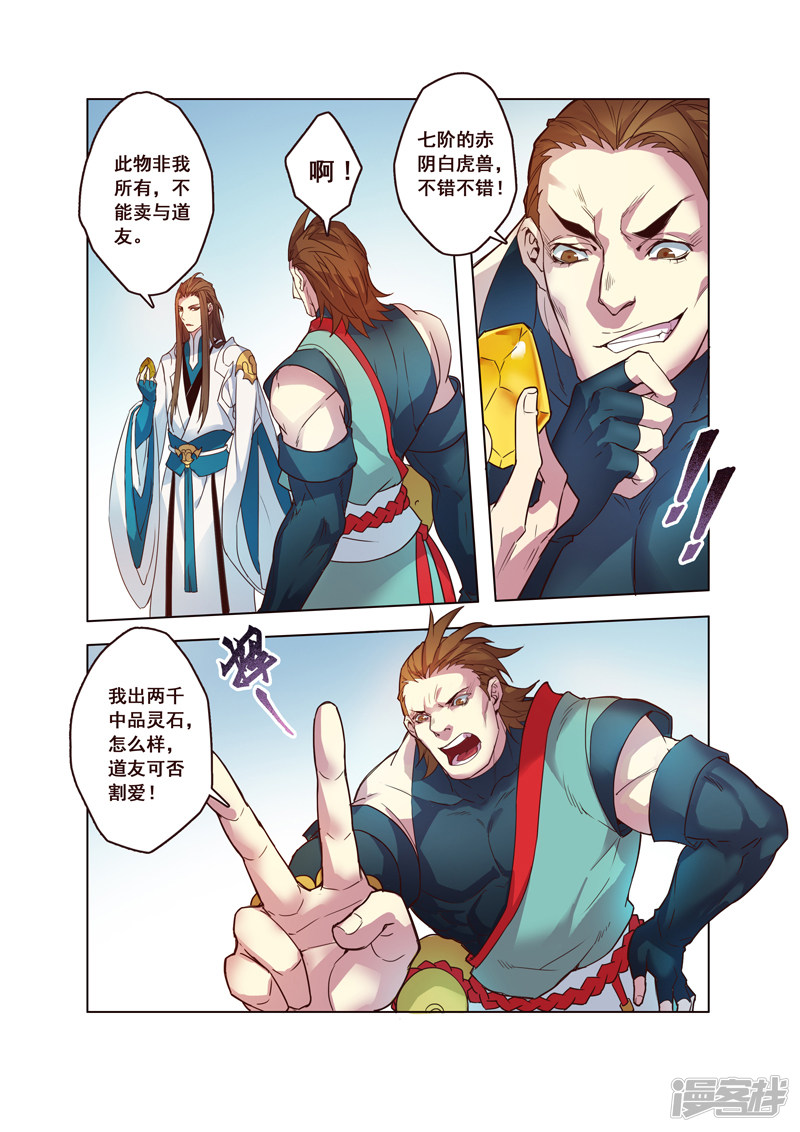 此物非我
所有，不
能卖与道
友。
啊！
七阶的赤
阴白虎兽，
不错不错！
!!
我出两千
中品灵石，
怎么样，
道友可否
割爱！
漫客栈